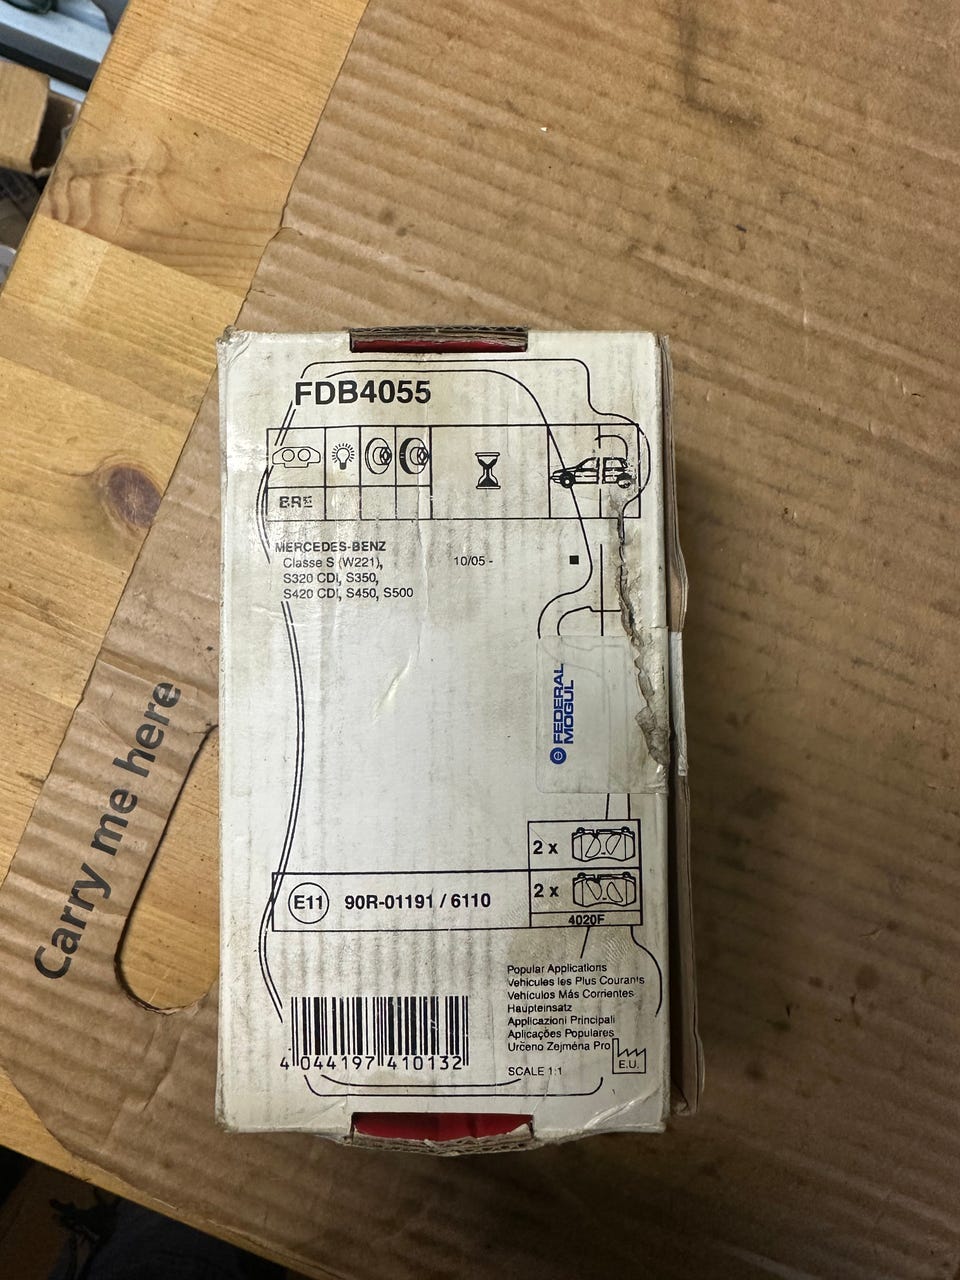 FDB4055
BRE
MERCEDES-BENZ
Classe S (W221),
10/05 -
S320 CDI, S350,
S420 CDI, S450, S500
FEDERAL
MOGUL
2 x
2 x
4020F
E11 90R-01191 / 6110
Popular Applications
Vehicules les Plus Courants
Vehiculos Más Corrientes
Haupteinsatz
Applicazioni Principali
Aplicações Populares
Urceno Zejména Pro
E.U.
SCALE 1:1
4 044197 410132
Carry me here